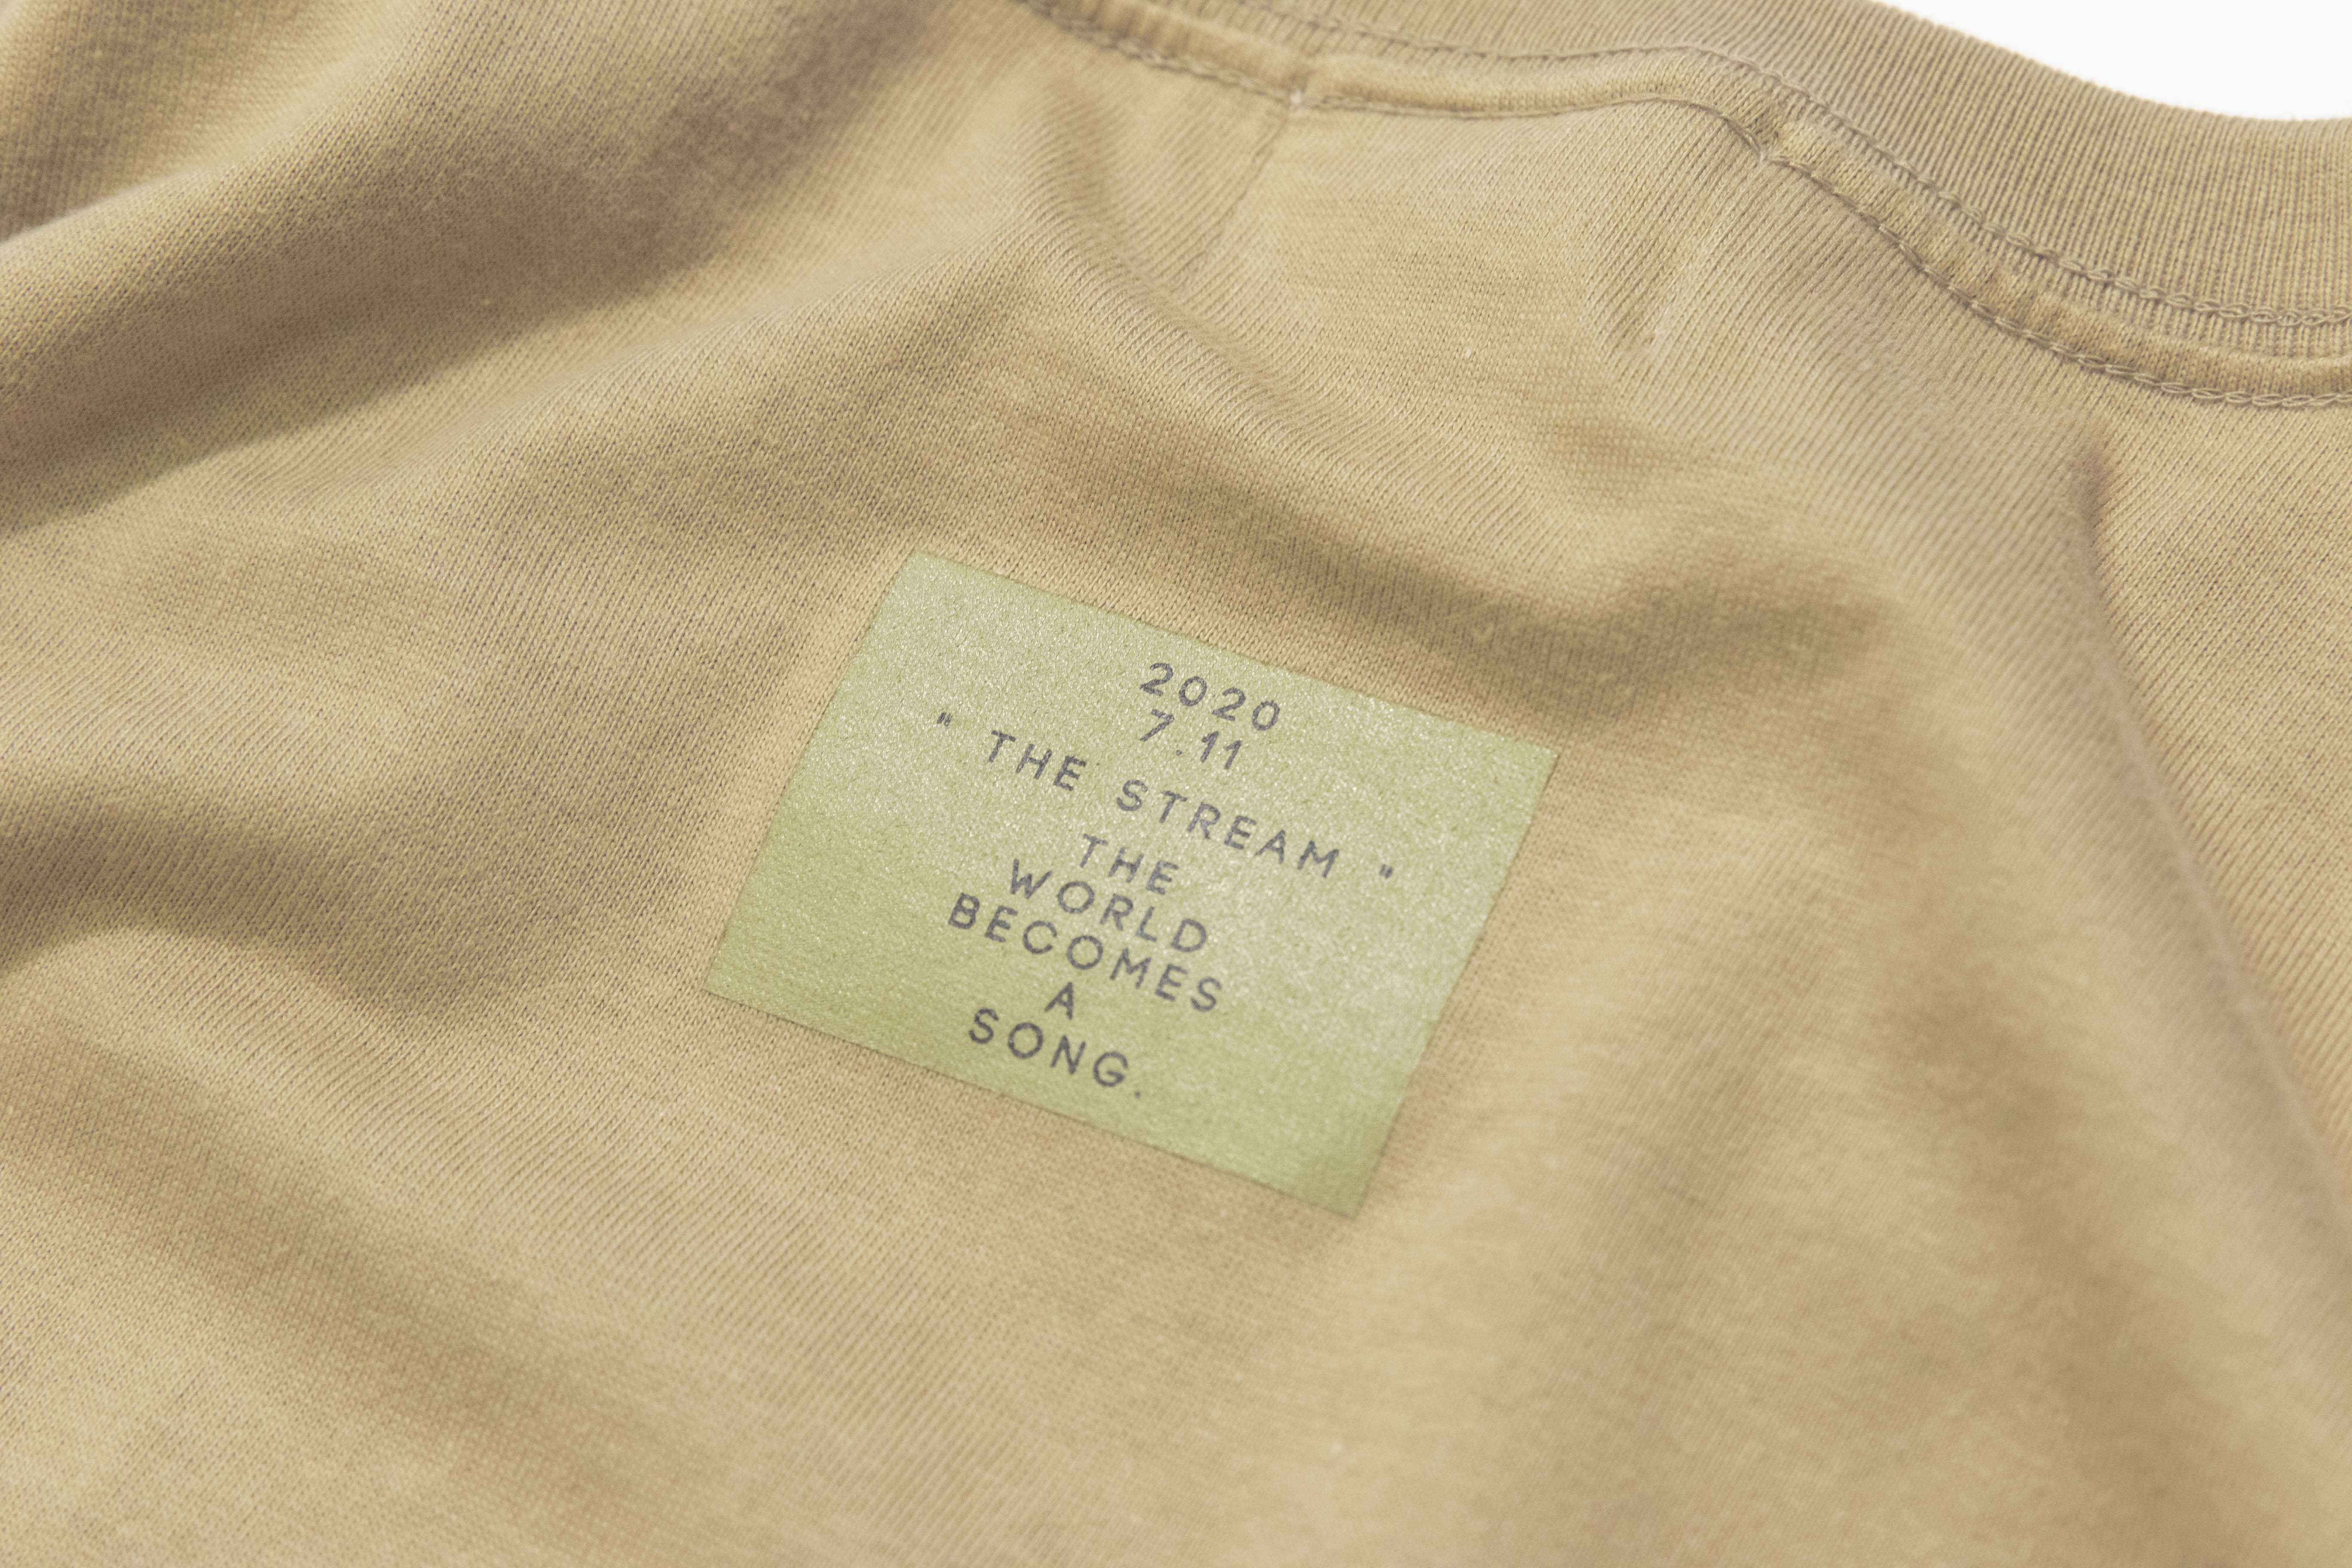 2020
7.11
" THE STREAM "
THE
WORLD
BECOMES
A
SONG.